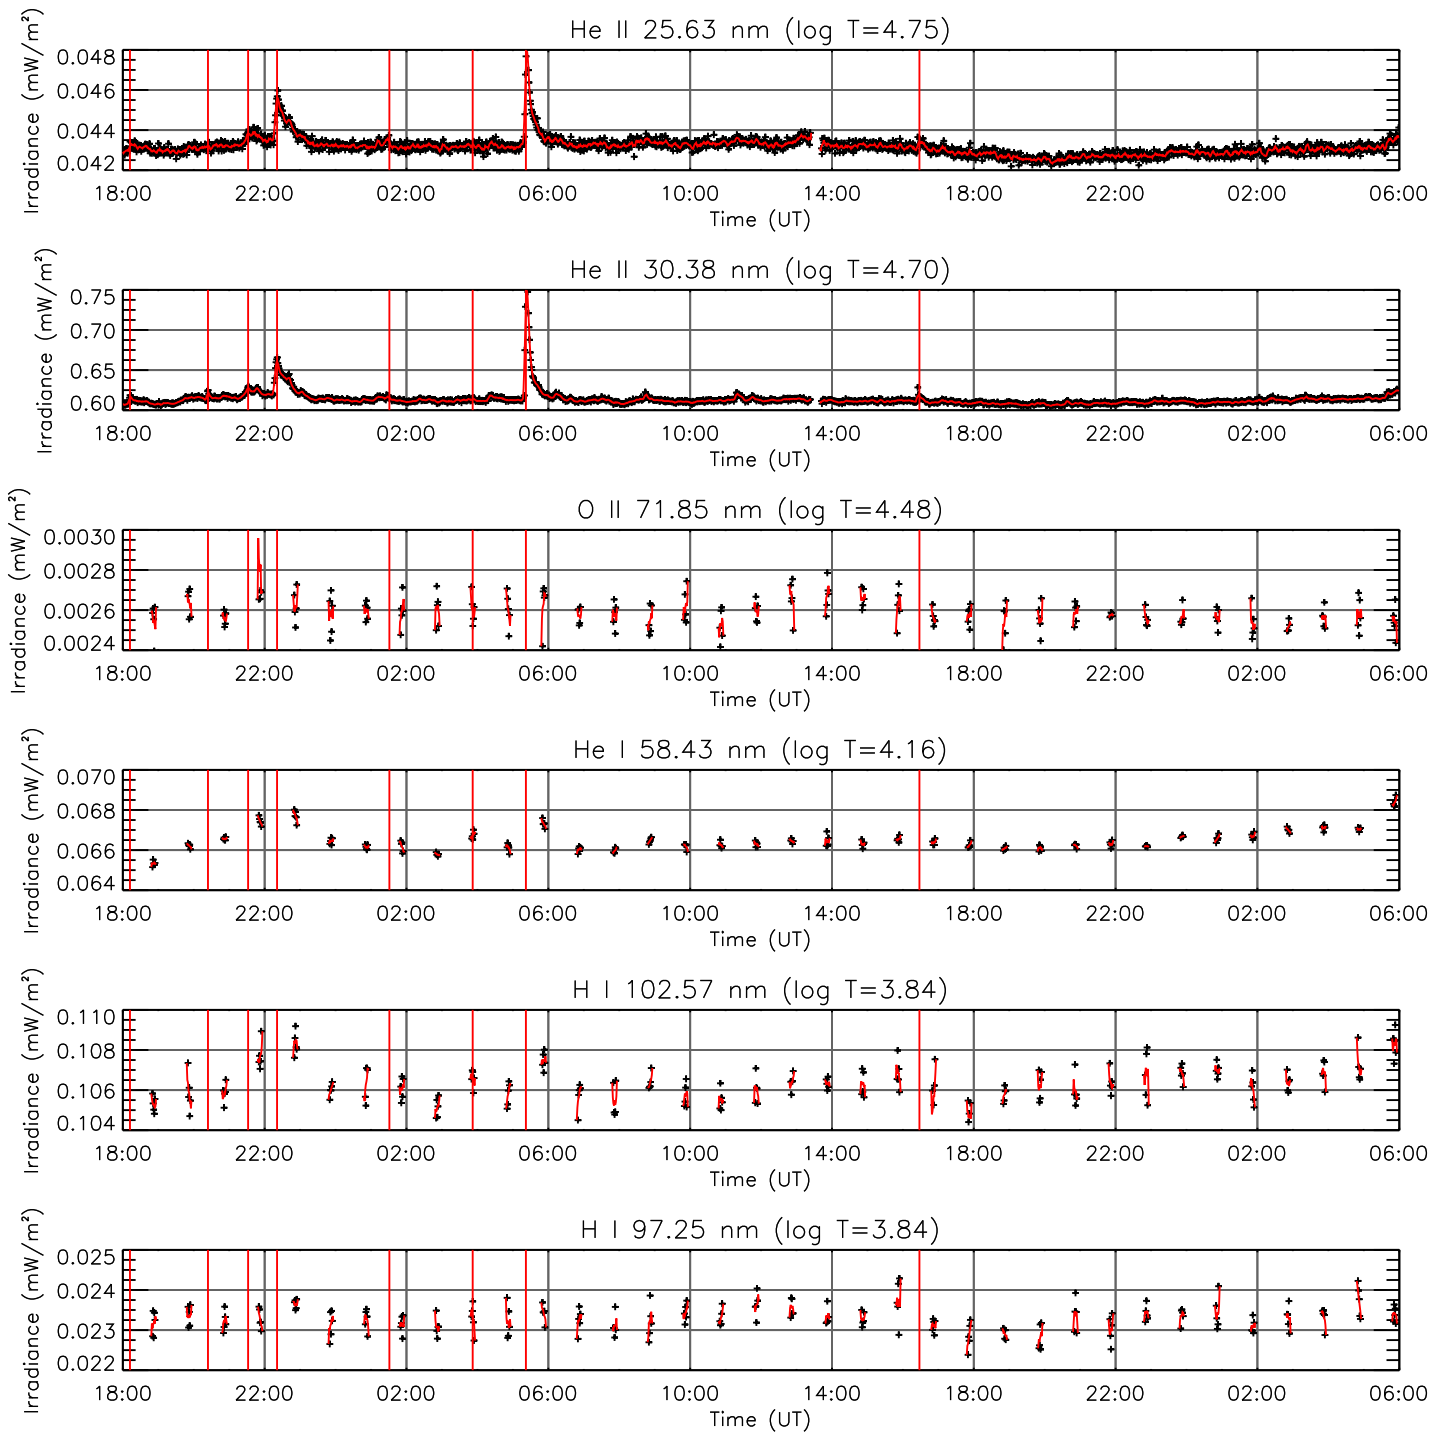 He II 25.63 nm (log T=4.75)
Irradiance (mW/m²)
0.048
0.046
0.044
0.042
18:00 22:00 02:00 06:00 10:00 14:00 18:00 22:00 02:00 06:00
Time (UT)
He II 30.38 nm (log T=4.70)
Irradiance (mW/m²)
0.75
0.70
0.65
0.60
18:00 22:00 02:00 06:00 10:00 14:00 18:00 22:00 02:00 06:00
Time (UT)
O II 71.85 nm (log T=4.48)
Irradiance (mW/m²)
0.0030
0.0028
0.0026
0.0024
18:00 22:00 02:00 06:00 10:00 14:00 18:00 22:00 02:00 06:00
Time (UT)
He I 58.43 nm (log T=4.16)
Irradiance (mW/m²)
0.070
0.068
0.066
0.064
18:00 22:00 02:00 06:00 10:00 14:00 18:00 22:00 02:00 06:00
Time (UT)
H I 102.57 nm (log T=3.84)
Irradiance (mW/m²)
0.110
0.108
0.106
0.104
18:00 22:00 02:00 06:00 10:00 14:00 18:00 22:00 02:00 06:00
Time (UT)
H I 97.25 nm (log T=3.84)
Irradiance (mW/m²)
0.025
0.024
0.023
0.022
18:00 22:00 02:00 06:00 10:00 14:00 18:00 22:00 02:00 06:00
Time (UT)